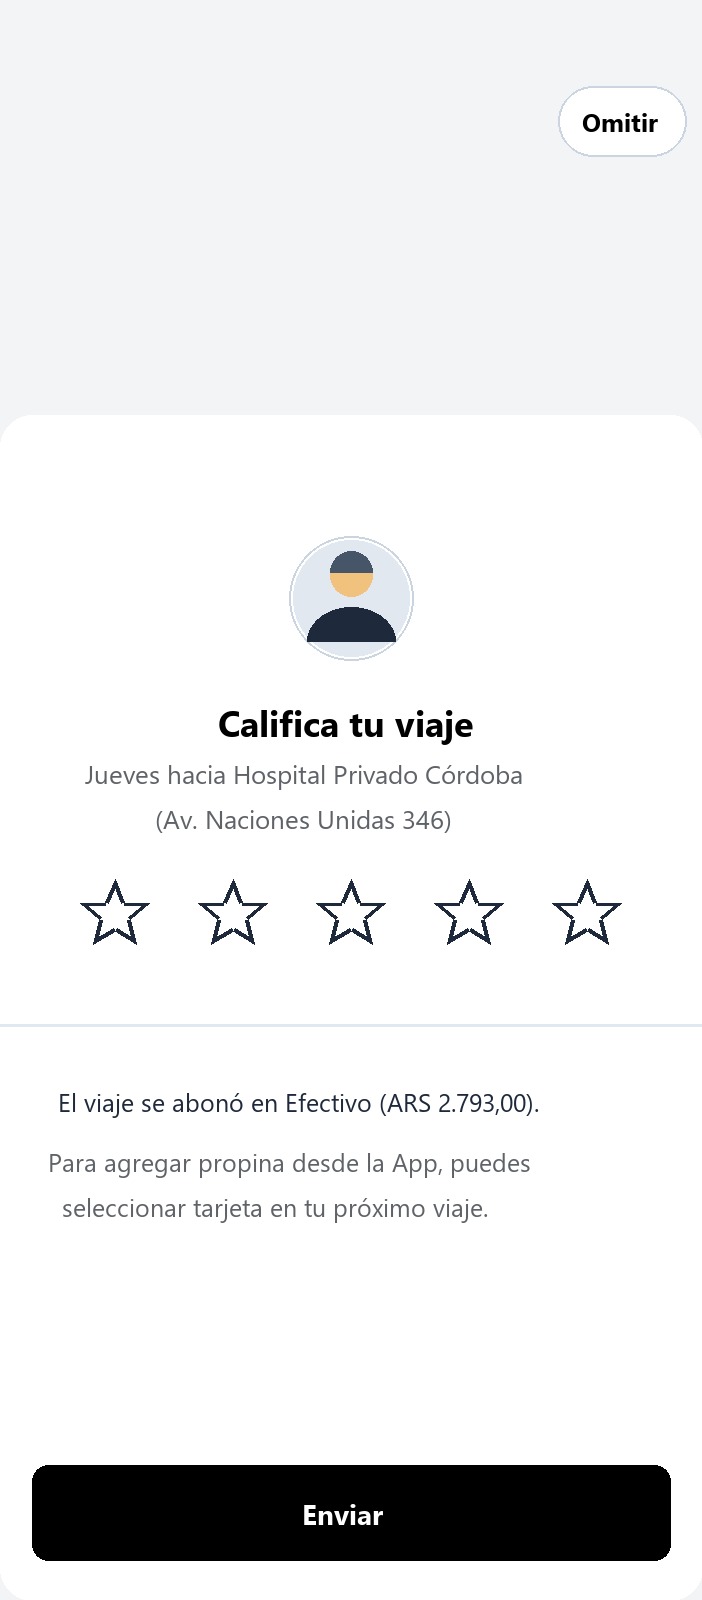 Omitir
Califica tu viaje
Jueves hacia Hospital Privado Córdoba
(Av. Naciones Unidas 346)
El viaje se abonó en Efectivo (ARS 2.793,00).
Para agregar propina desde la App, puedes
seleccionar tarjeta en tu próximo viaje.
Enviar